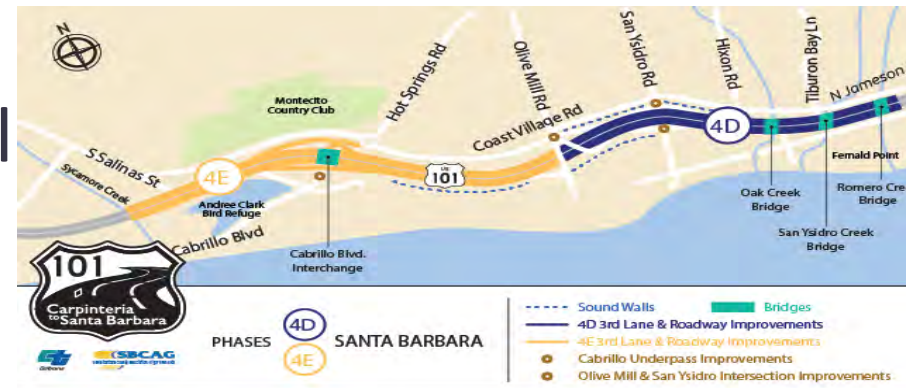 N
Montecito
Country Club
Hot Springs Rd
Olive Mill Rd
San Ysidro Rd
Hixon Rd
Tiburon Bay Ln
N Jameson
Coast Village Rd
4D
S Salinas St
Sycamore Creek
4E
101
Fernald Point
Andree Clark
Bird Refuge
Cabrillo Blvd
Cabrillo Blvd.
Interchange
Oak Creek
Bridge
Romero Cre
Bridge
San Ysidro Creek
Bridge
101
Carpinteria
to Santa Barbara
Caltrans
SBCAG
PHASES
4D
4E
SANTA BARBARA
Sound Walls
Bridges
4D 3rd Lane & Roadway Improvements
4E 3rd Lane & Roadway Improvements
Cabrillo Underpass Improvements
Olive Mill & San Ysidro Intersection Improvements